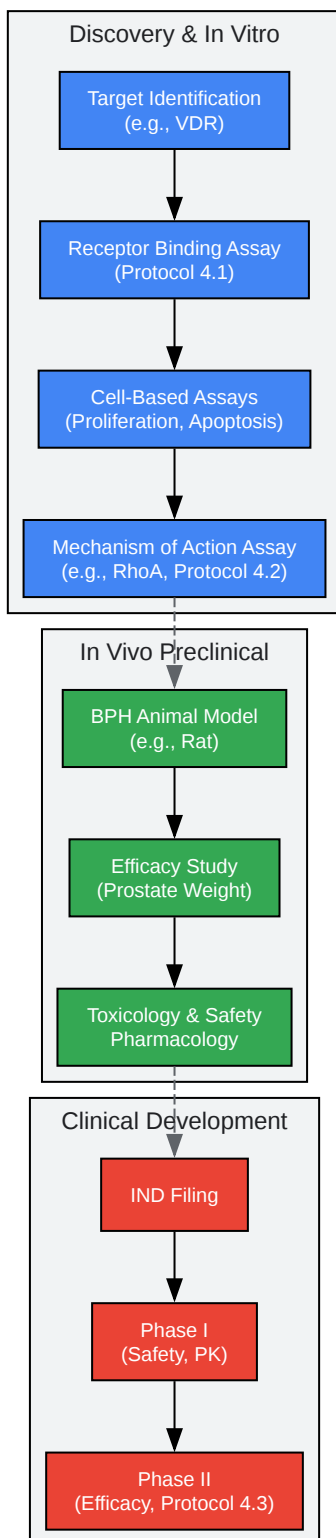 Discovery & In Vitro
Target Identification
(e.g., VDR)
Receptor Binding Assay
(Protocol 4.1)
Cell-Based Assays
(Proliferation, Apoptosis)
Mechanism of Action Assay
(e.g., RhoA, Protocol 4.2)
In Vivo Preclinical
BPH Animal Model
(e.g., Rat)
Efficacy Study
(Prostate Weight)
Toxicology & Safety
Pharmacology
Clinical Development
IND Filing
Phase I
(Safety, PK)
Phase II
(Efficacy, Protocol 4.3)